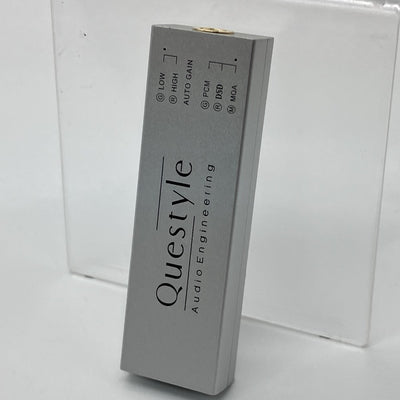 Ⓖ LOW
Ⓡ HIGH
AUTO GAIN
Ⓖ PCM
Ⓡ DSD
Ⓜ MQA
Questyle
Audio Engineering